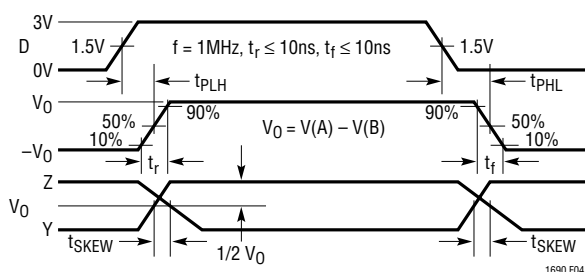 3V
D
1.5V
f = 1MHz, tr ≤ 10ns, tf ≤ 10ns
1.5V
0V
tPLH
tPHL
VO
90%
90%
50%
VO = V(A) – V(B)
50%
10%
10%
–VO
tr
tf
Z
VO
Y
tSKEW
1/2 VO
tSKEW
1690 F04